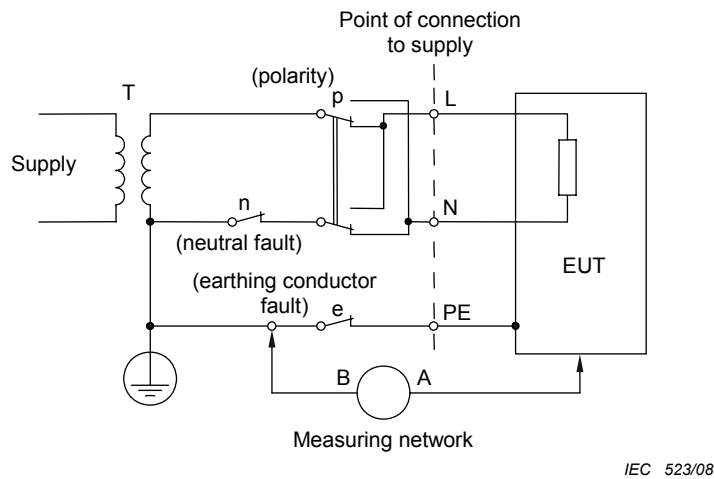 Point of connection
to supply
T
(polarity)
p
L
Supply
n
N
(neutral fault)
EUT
(earthing conductor
fault)
e
PE
B
A
Measuring network
IEC 523/08